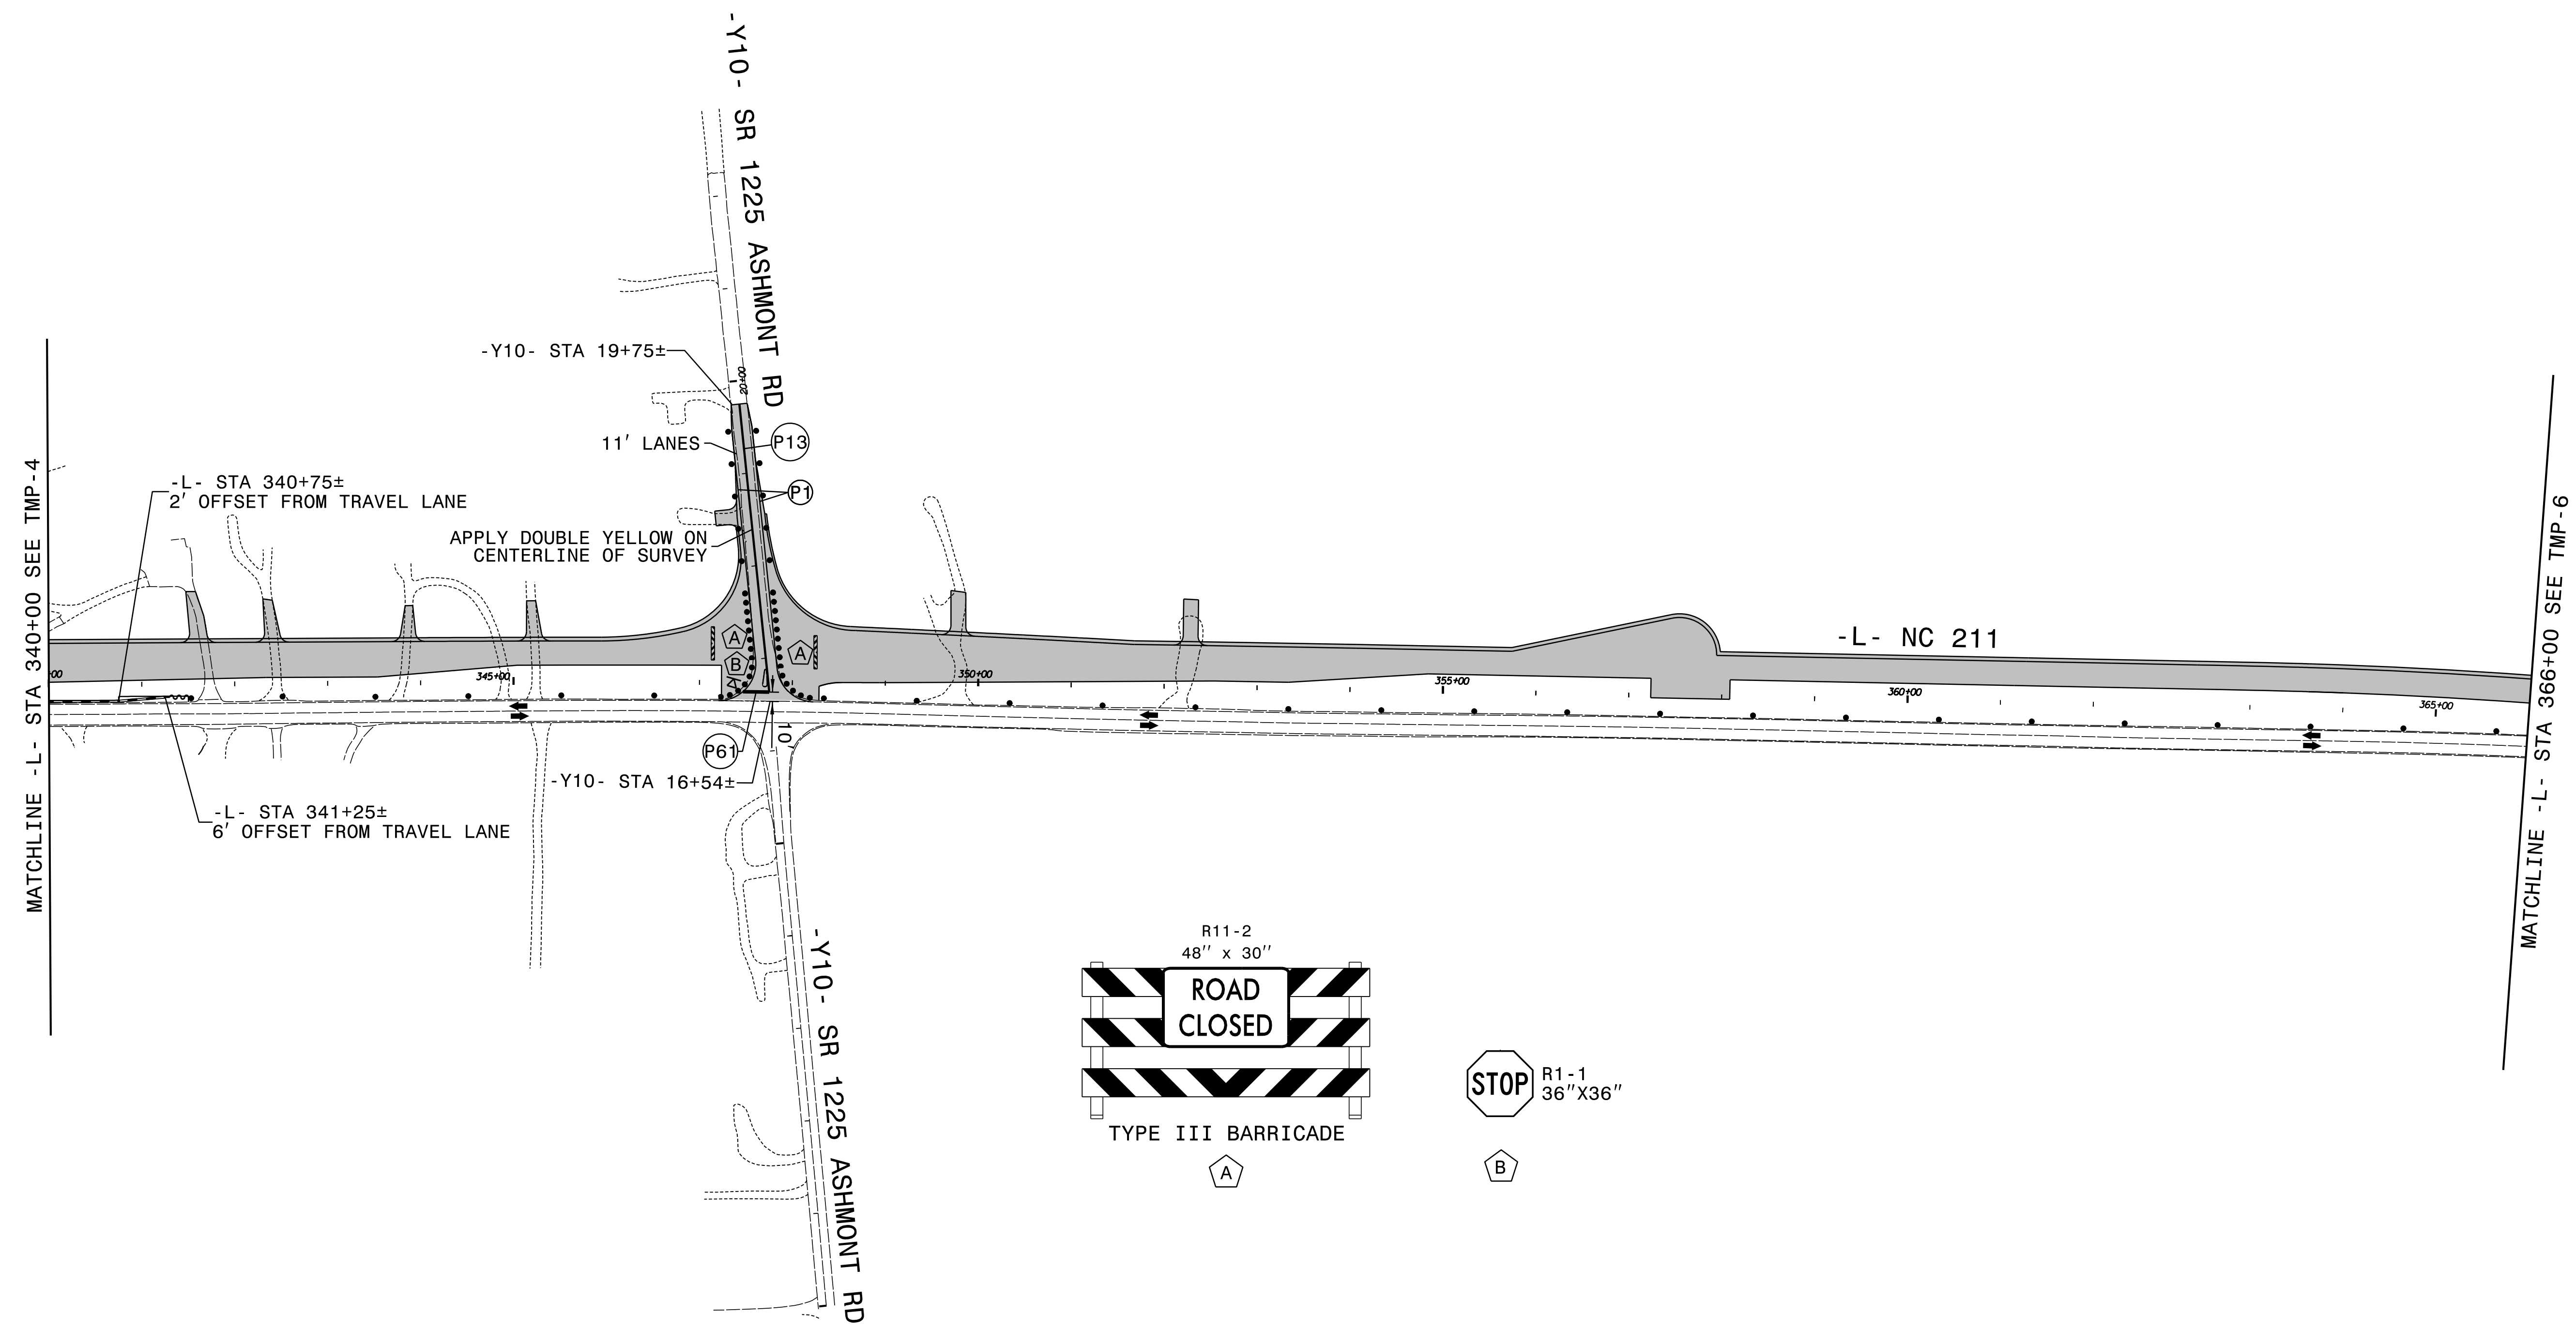 -Y10- SR 1225 ASHMONT RD
-Y10- STA 19+75±
20+00
11' LANES
P13
P1
-L- STA 340+75±
2' OFFSET FROM TRAVEL LANE
APPLY DOUBLE YELLOW ON
CENTERLINE OF SURVEY
MATCHLINE -L- STA 340+00 SEE TMP-4
MATCHLINE -L- STA 366+00 SEE TMP-6
A
A
B
-L- NC 211
00
345+00
350+00
355+00
360+00
365+00
10'
P61
-Y10- STA 16+54±
-L- STA 341+25±
6' OFFSET FROM TRAVEL LANE
-Y10- SR 1225 ASHMONT RD
R11-2
48" x 30"
ROAD
CLOSED
TYPE III BARRICADE
A
STOP
R1-1
36"X36"
B